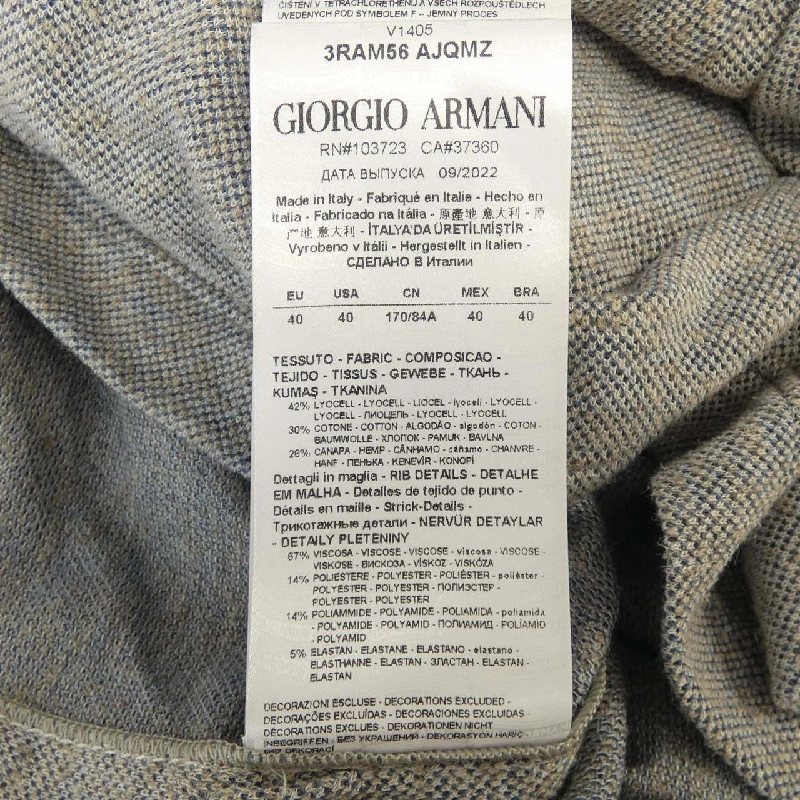 ČIŠTĚNÍ V TETRACHLORETHENU A VŠECH ROZPOUŠTĚDLECH
UVEDENÝCH POD SYMBOLEM F – JEMNÝ PROCES
V1405
3RAM56 AJQMZ
GIORGIO ARMANI
RN#103723 CA#37360
ДАТА ВЫПУСКА 09/2022
Made in Italy - Fabriqué en Italie - Hecho en
Italia - Fabricado na Itália - 原產地 意大利 - 原
产地 意大利 - İTALYA'DA ÜRETİLMİŞTİR -
Vyrobeno v Itálii - Hergestellt in Italien -
СДЕЛАНО В Италии
EU USA CN MEX BRA
40 40 170/84A 40 40
TESSUTO - FABRIC - COMPOSICAO -
TEJIDO - TISSUS - GEWEBE - ТКАНЬ -
KUMAŞ - TKANINA
42% LYOCELL - LYOCELL - LIOCEL - lyocell - LYOCELL -
LYOCELL - ЛИОЦЕЛЬ - LYOCELL - LYOCELL
30% COTONE - COTTON - ALGODÃO - algodón - COTON -
BAUMWOLLE - ХЛОПОК - PAMUK - BAVLNA
28% CANAPA - HEMP - CÂNHAMO - cáñamo - CHANVRE -
HANF - ПЕНЬКА - KENEVİR - KONOPÍ
Dettagli in maglia - RIB DETAILS - DETALHE
EM MALHA - Detalles de tejido de punto -
Détails en maille - Strick-Details -
Трикотажные детали - NERVÜR DETAYLAR
- DETAILY PLETENINY
67% VISCOSA - VISCOSE - VISCOSE - viscosa - VISCOSE -
VISKOSE - ВИСКОЗА - VİSKOZ - VISKÓZA
14% POLIESTERE - POLYESTER - POLIÉSTER - poliéster -
POLYESTER - POLYESTER - ПОЛИЭСТЕР -
POLYESTER - POLYESTER
14% POLIAMMIDE - POLYAMIDE - POLIAMIDA - poliamida
- POLYAMIDE - POLYAMID - ПОЛИАМИД - POLİAMİD
- POLYAMID
5% ELASTAN - ELASTANE - ELASTANO - elastano -
ELASTHANNE - ELASTAN - ЭЛАСТАН - ELASTAN -
ELASTAN
DECORAZIONI ESCLUSE - DECORATIONS EXCLUDED -
DECORAÇÕES EXCLUÍDAS - DECORACIONES EXCLUIDAS -
DÉCORATIONS EXCLUES - DEKORATIONEN NICHT
INBEGRIFFEN - БЕЗ УКРАШЕНИЙ - DEKORASYON HARİÇ -
BEZ DEKORACÍ